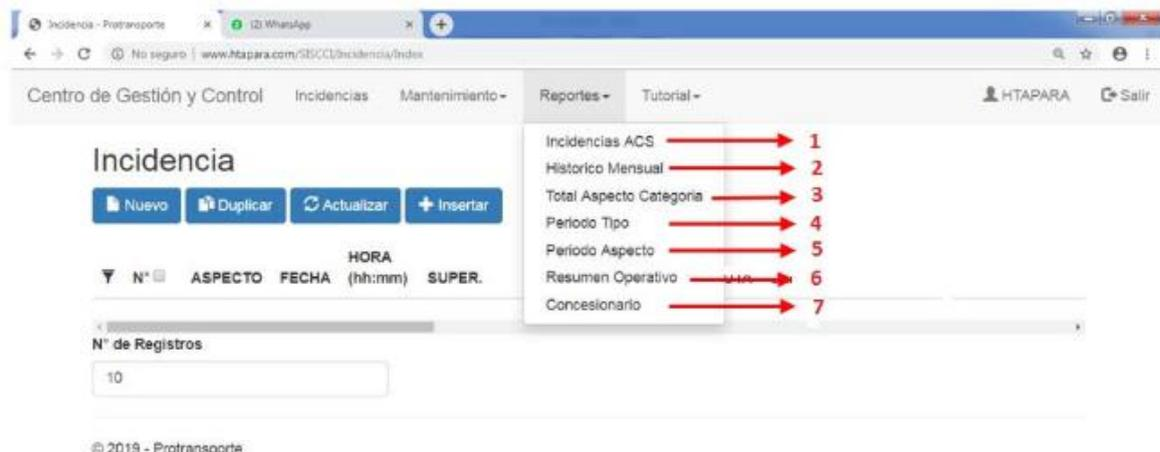 Incidencia - Protransporte
(2) WhatsApp
No seguro | www.htapara.com/SISCCI/Incidencia/Index
Centro de Gestión y Control Incidencias Mantenimiento Reportes Tutorial HTAPARA Salir
Incidencias ACS 1
Historico Mensual 2
Total Aspecto Categoria 3
Periodo Tipo 4
Periodo Aspecto 5
Resumen Operativo 6
Concesionario 7
Incidencia
Nuevo Duplicar Actualizar Insertar
N° ASPECTO FECHA HORA (hh:mm) SUPER.
N° de Registros
10
© 2019 - Protransporte